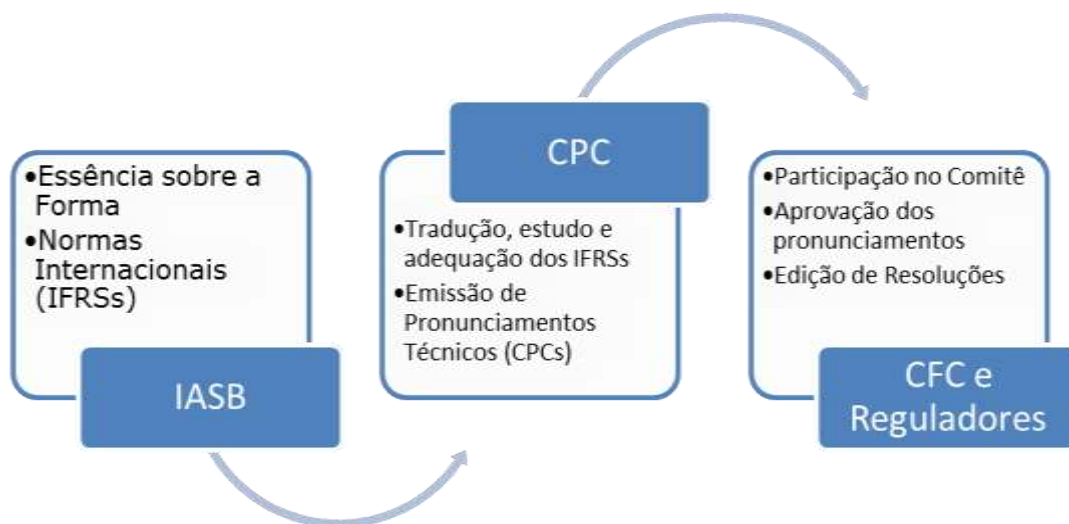 •Essência sobre a
Forma
•Normas
Internacionais
(IFRSs)
IASB
CPC
•Tradução, estudo e
adequação dos IFRSs
•Emissão de
Pronunciamentos
Técnicos (CPCs)
•Participação no Comitê
•Aprovação dos
pronunciamentos
•Edição de Resoluções
CFC e
Reguladores